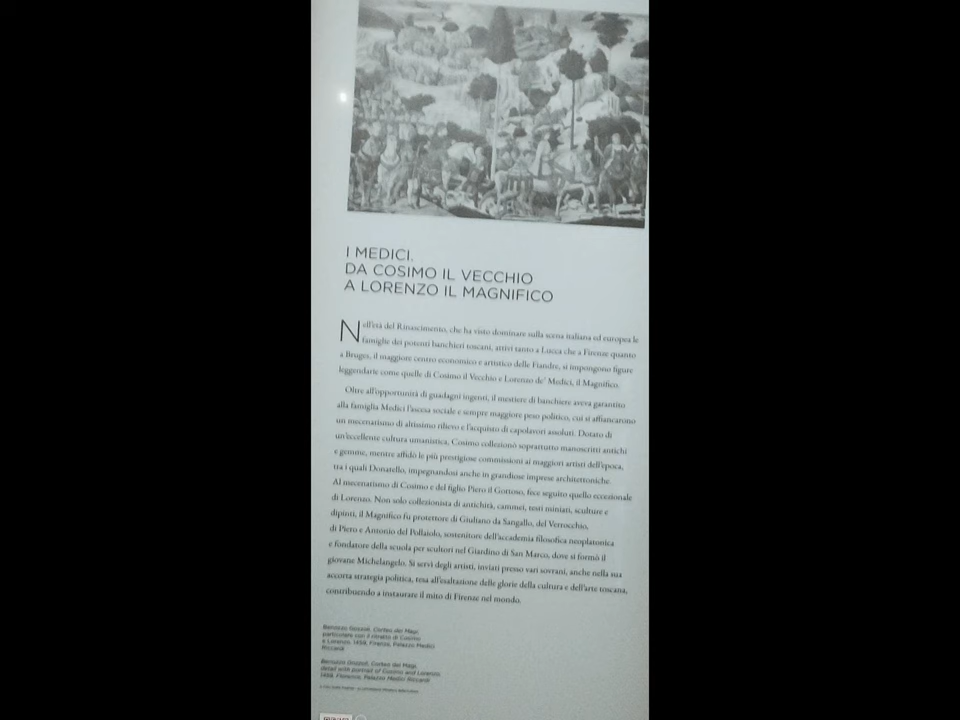 I MEDICI.
DA COSIMO IL VECCHIO
A LORENZO IL MAGNIFICO
Nell'età del Rinascimento, che ha visto dominare sulla scena italiana ed europea le
famiglie dei potenti banchieri toscani, attivi tanto a Lucca che a Firenze quanto
a Bruges, il maggiore centro economico e artistico delle Fiandre, si impongono figure
leggendarie come quelle di Cosimo il Vecchio e Lorenzo de' Medici, il Magnifico.
Oltre all'opportunità di guadagni ingenti, il mestiere di banchiere aveva garantito
alla famiglia Medici l'ascesa sociale e sempre maggiore peso politico, cui si affiancarono
un mecenatismo di altissimo rilievo e l'acquisto di capolavori assoluti. Dotato di
un'eccellente cultura umanistica, Cosimo collezionò soprattutto manoscritti antichi
e gemme, mentre affidò le più prestigiose commissioni ai maggiori artisti dell'epoca,
tra i quali Donatello, impegnandosi anche in grandiose imprese architettoniche.
Al mecenatismo di Cosimo e del figlio Piero il Gottoso, fece seguito quello eccezionale
di Lorenzo. Non solo collezionista di antichità, cammei, testi miniati, sculture e
dipinti, il Magnifico fu protettore di Giuliano da Sangallo, del Verrocchio,
di Piero e Antonio del Pollaiolo, sostenitore dell'accademia filosofica neoplatonica
e fondatore della scuola per scultori nel Giardino di San Marco, dove si formò il
giovane Michelangelo. Si servì degli artisti, inviati presso vari sovrani, anche nella sua
accorta strategia politica, tesa all'esaltazione delle glorie della cultura e dell'arte toscana,
contribuendo a instaurare il mito di Firenze nel mondo.
Benozzo Gozzoli, Corteo dei Magi,
particolare con il ritratto di Cosimo
e Lorenzo, 1459, Firenze, Palazzo Medici
Riccardi
Benozzo Gozzoli, Corteo dei Magi,
detail with portrait of Cosimo and Lorenzo,
1459, Florence, Palazzo Medici Riccardi